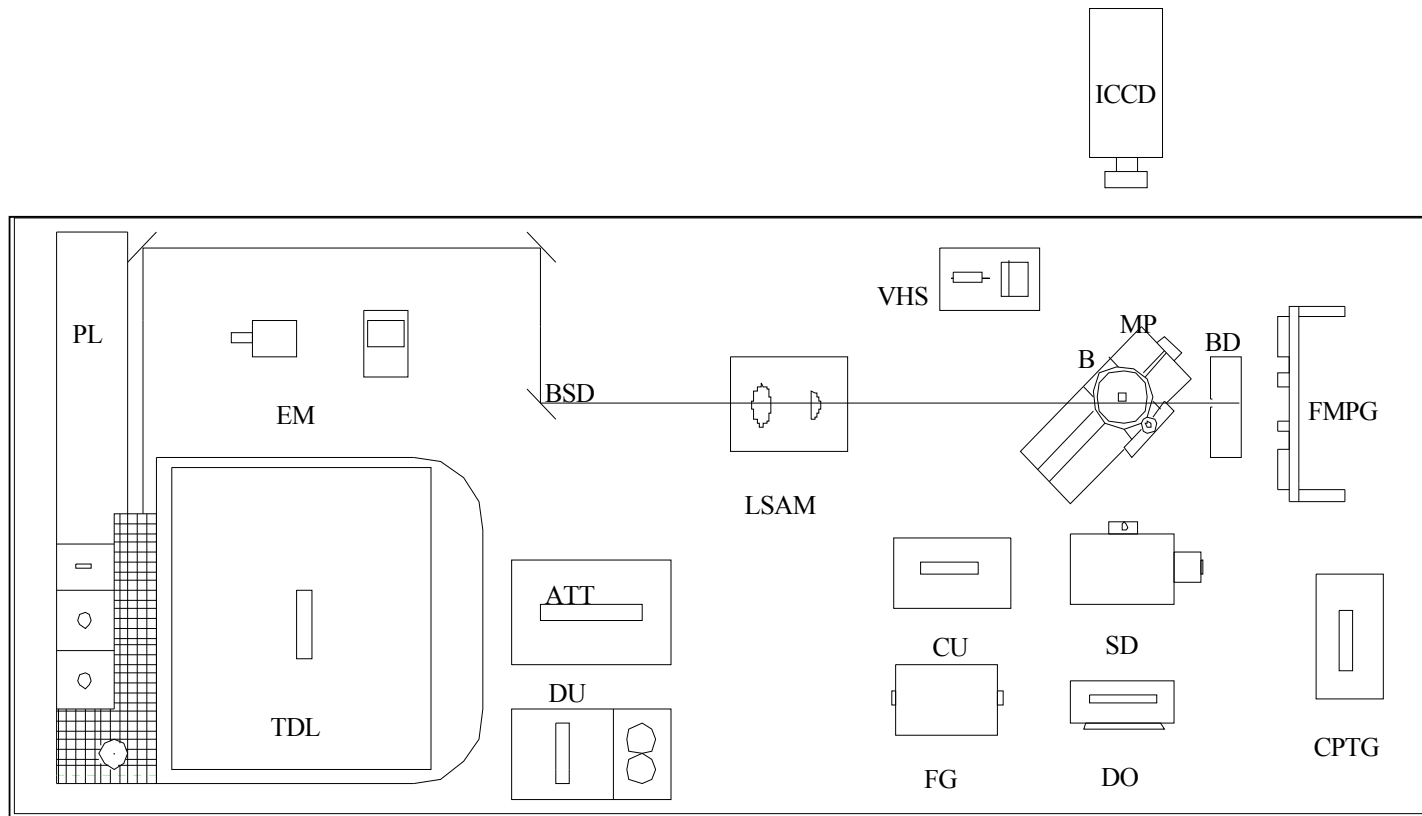 ICCD
VHS
MP
PL
B
BD
BSD
EM
FMPG
LSAM
ATT
CU
SD
DU
TDL
CPTG
FG
DO